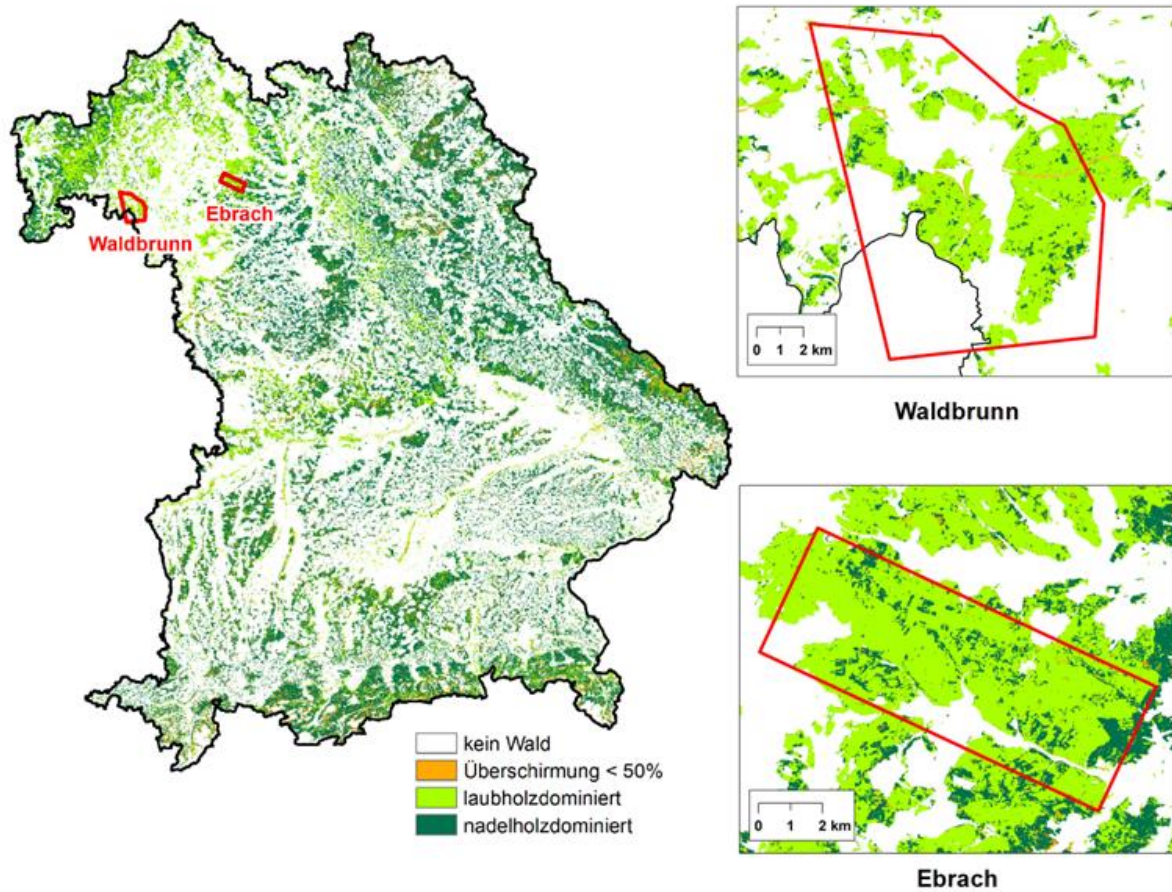 Ebrach
Waldbrunn
kein Wald
Überschirmung < 50%
laubholzdominiert
nadelholzdominiert
0 1 2 km
Waldbrunn
0 1 2 km
Ebrach